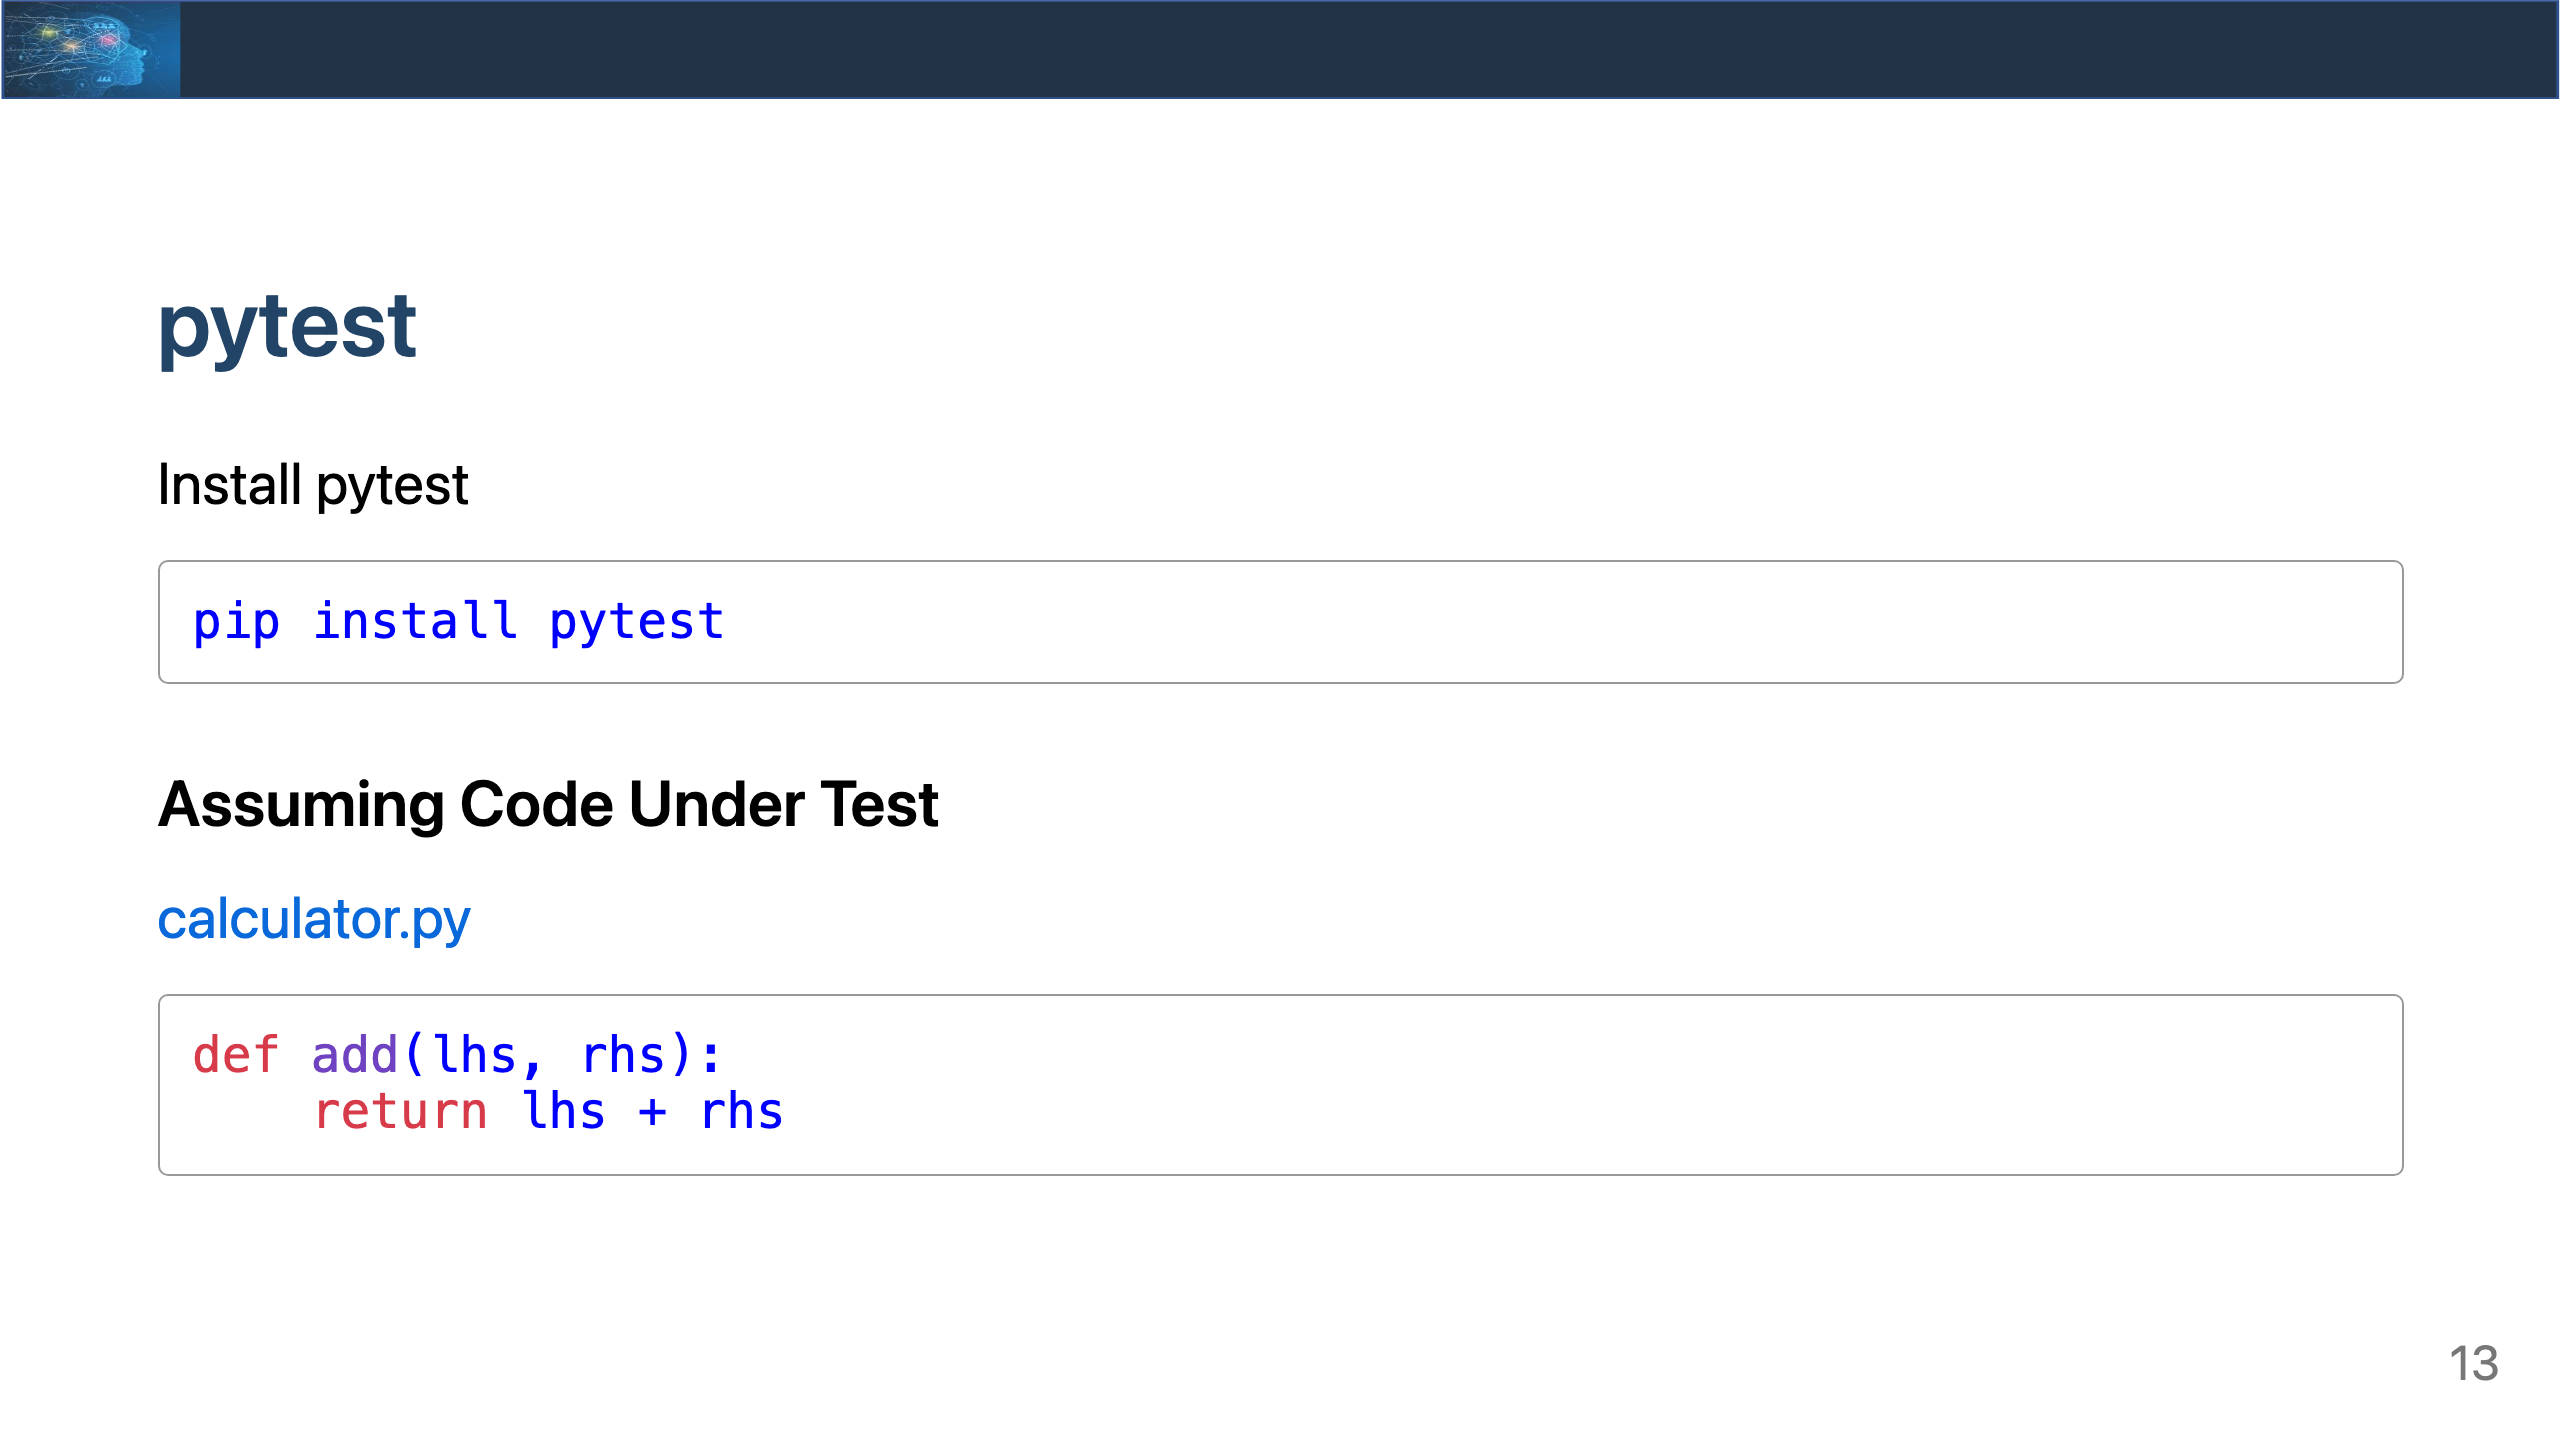 pytest
Install pytest
pip install pytest
Assuming Code Under Test
calculator.py
def add(lhs, rhs):
    return lhs + rhs
13